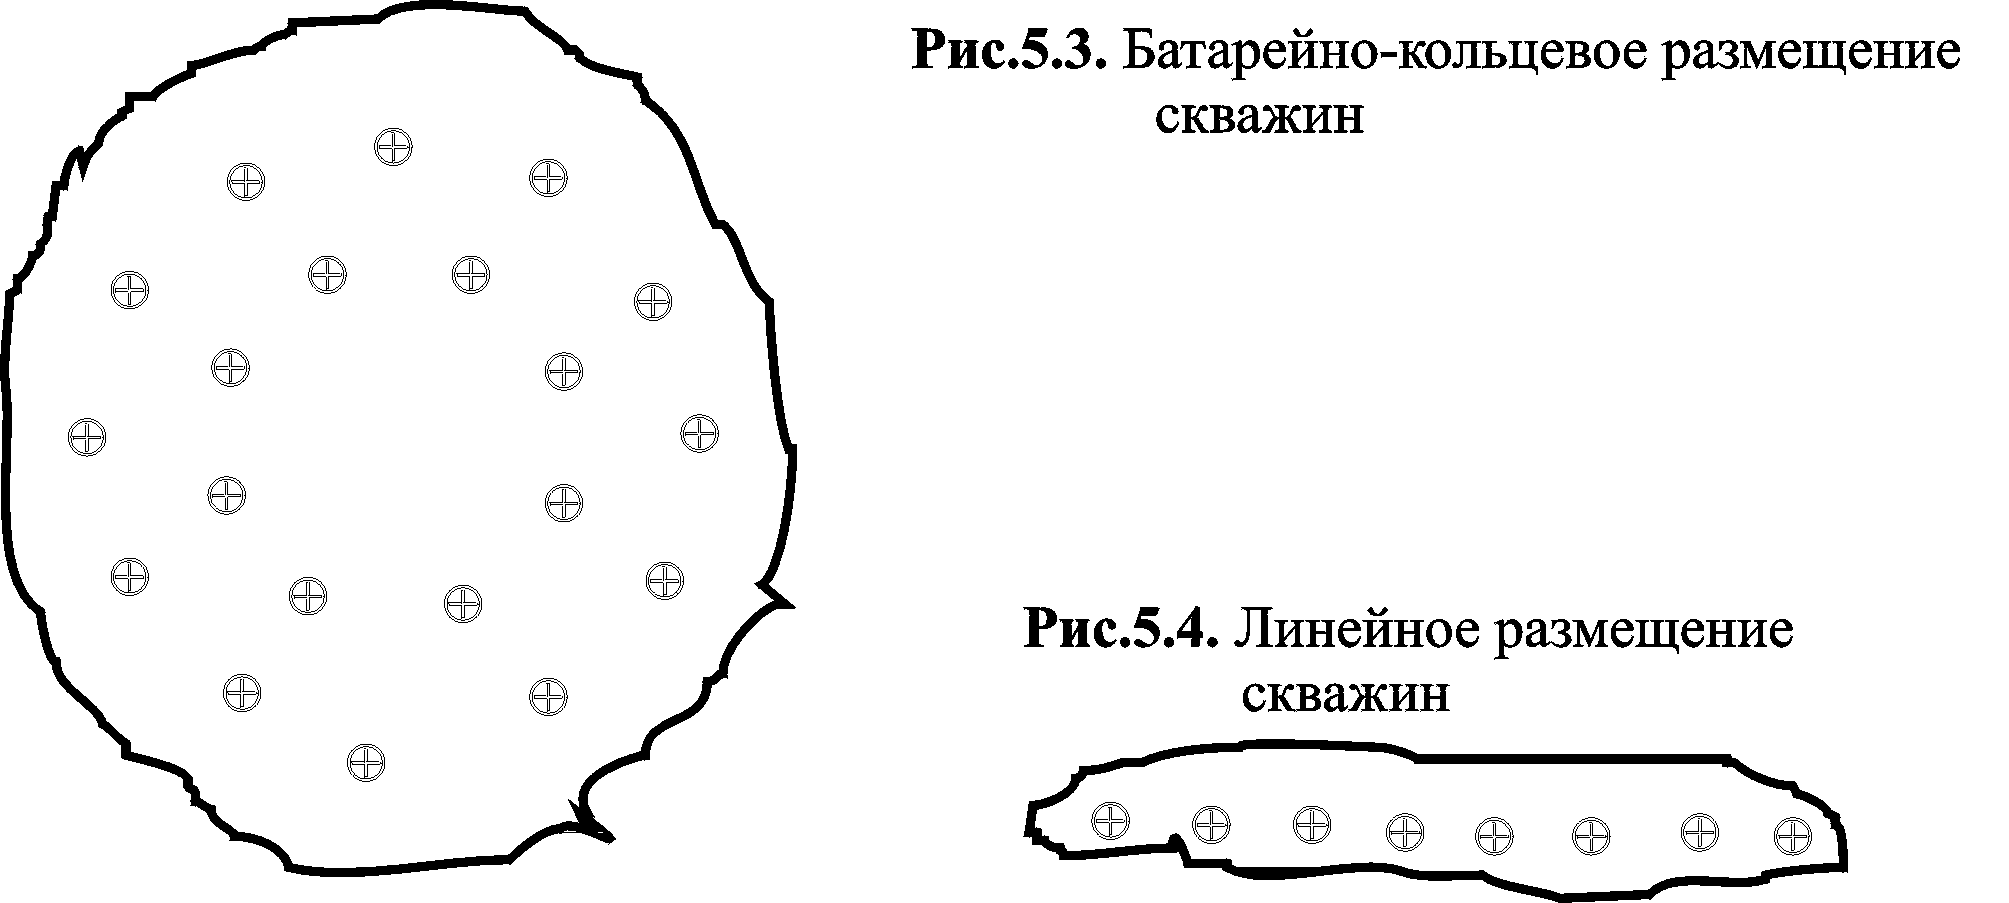 Рис.5.3. Батарейно-кольцевое размещение
скважин
Рис.5.4. Линейное размещение
скважин